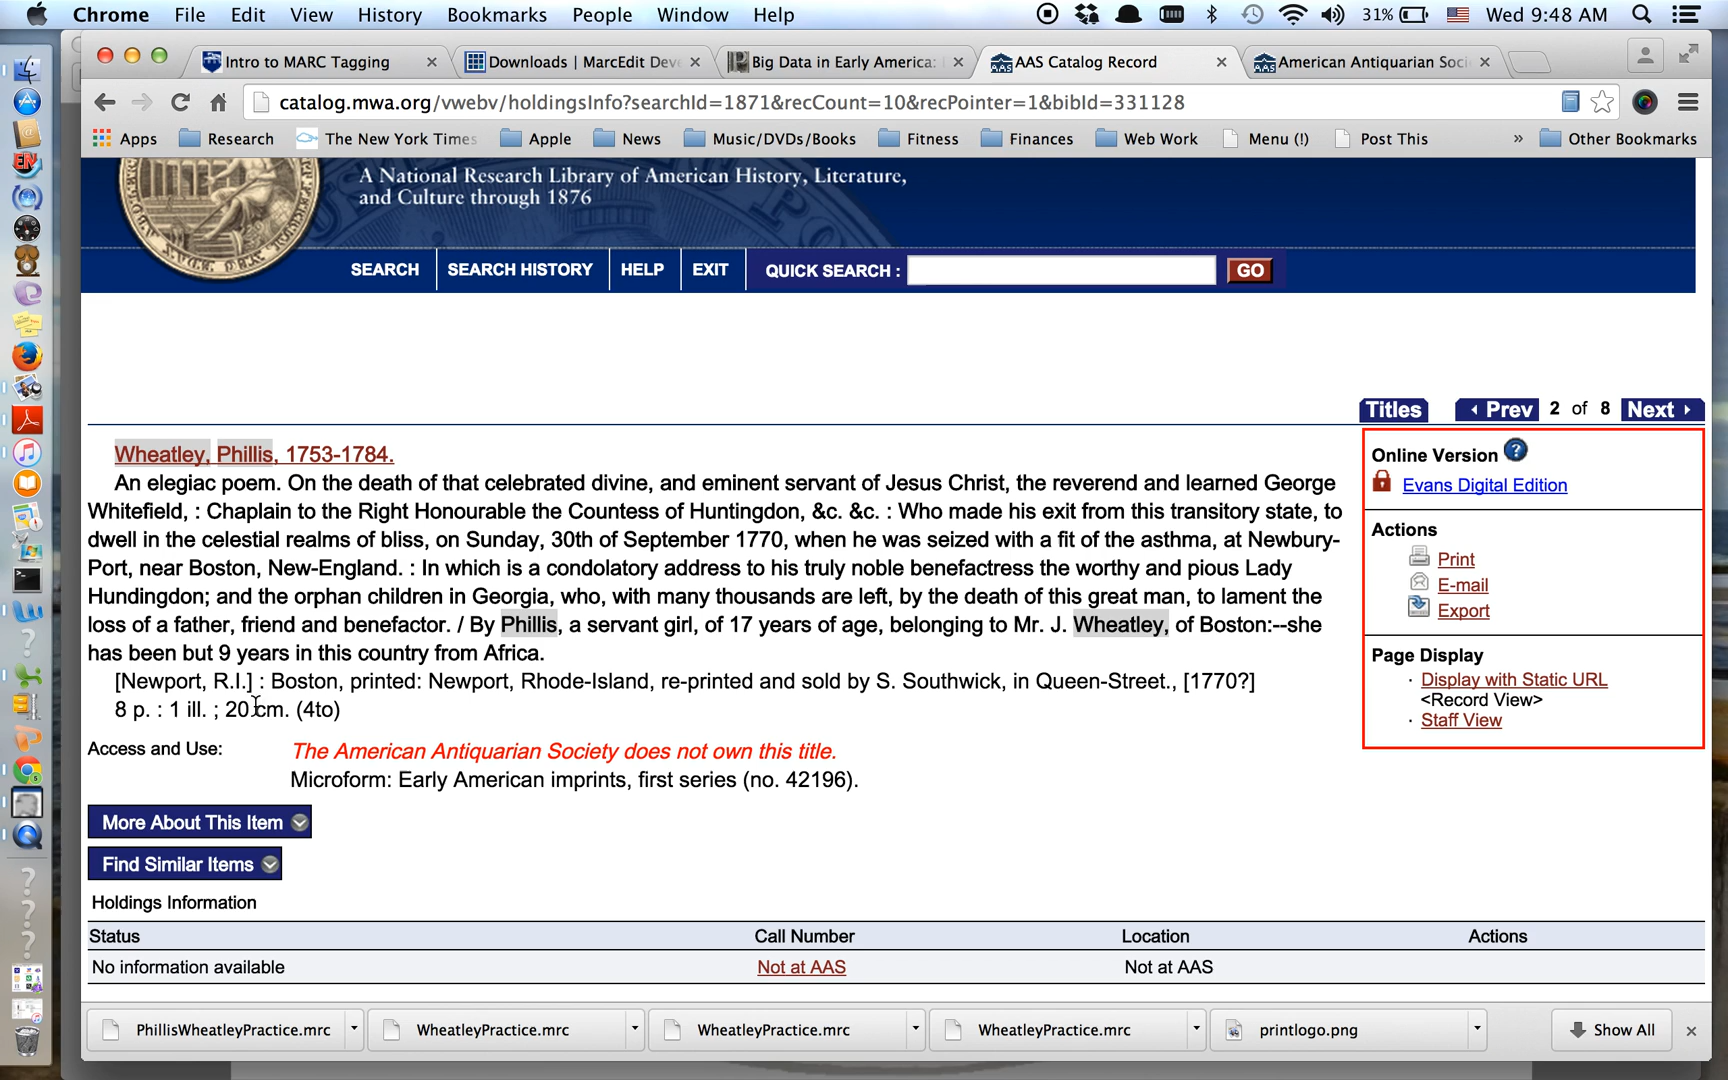 Chrome File Edit View History Bookmarks People Window Help 31% Wed 9:48 AM
Intro to MARC Tagging Downloads | MarcEdit Deve Big Data in Early America: AAS Catalog Record American Antiquarian Soci
catalog.mwa.org/vwebv/holdingsInfo?searchId=1871&recCount=10&recPointer=1&bibId=331128
Apps Research The New York Times Apple News Music/DVDs/Books Fitness Finances Web Work Menu (!) Post This » Other Bookmarks
A National Research Library of American History, Literature,
and Culture through 1876
SEARCH SEARCH HISTORY HELP EXIT QUICK SEARCH : GO
Titles Prev 2 of 8 Next
Wheatley, Phillis, 1753-1784.
An elegiac poem. On the death of that celebrated divine, and eminent servant of Jesus Christ, the reverend and learned George
Whitefield, : Chaplain to the Right Honourable the Countess of Huntingdon, &c. &c. : Who made his exit from this transitory state, to
dwell in the celestial realms of bliss, on Sunday, 30th of September 1770, when he was seized with a fit of the asthma, at Newbury-
Port, near Boston, New-England. : In which is a condolatory address to his truly noble benefactress the worthy and pious Lady
Hundingdon; and the orphan children in Georgia, who, with many thousands are left, by the death of this great man, to lament the
loss of a father, friend and benefactor. / By Phillis, a servant girl, of 17 years of age, belonging to Mr. J. Wheatley, of Boston:--she
has been but 9 years in this country from Africa.
[Newport, R.I.] : Boston, printed: Newport, Rhode-Island, re-printed and sold by S. Southwick, in Queen-Street., [1770?]
8 p. : 1 ill. ; 20 cm. (4to)
Access and Use: The American Antiquarian Society does not own this title.
Microform: Early American imprints, first series (no. 42196).
Online Version ?
Evans Digital Edition
Actions
Print
E-mail
Export
Page Display
· Display with Static URL
<Record View>
· Staff View
More About This Item
Find Similar Items
Holdings Information
Status Call Number Location Actions
No information available Not at AAS Not at AAS
PhillisWheatleyPractice.mrc WheatleyPractice.mrc WheatleyPractice.mrc WheatleyPractice.mrc printlogo.png Show All